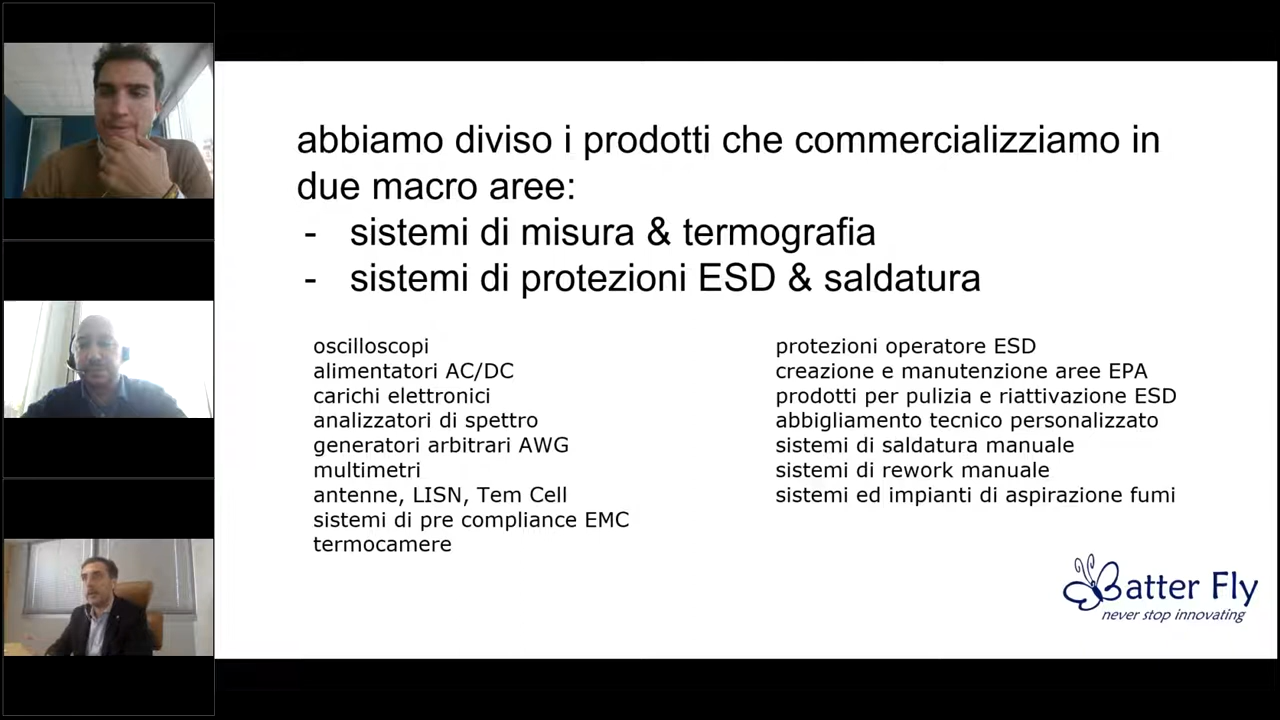 abbiamo diviso i prodotti che commercializziamo in
due macro aree:
- sistemi di misura & termografia
- sistemi di protezioni ESD & saldatura
oscilloscopi
alimentatori AC/DC
carichi elettronici
analizzatori di spettro
generatori arbitrari AWG
multimetri
antenne, LISN, Tem Cell
sistemi di pre compliance EMC
termocamere
protezioni operatore ESD
creazione e manutenzione aree EPA
prodotti per pulizia e riattivazione ESD
abbigliamento tecnico personalizzato
sistemi di saldatura manuale
sistemi di rework manuale
sistemi ed impianti di aspirazione fumi
Batter Fly
never stop innovating